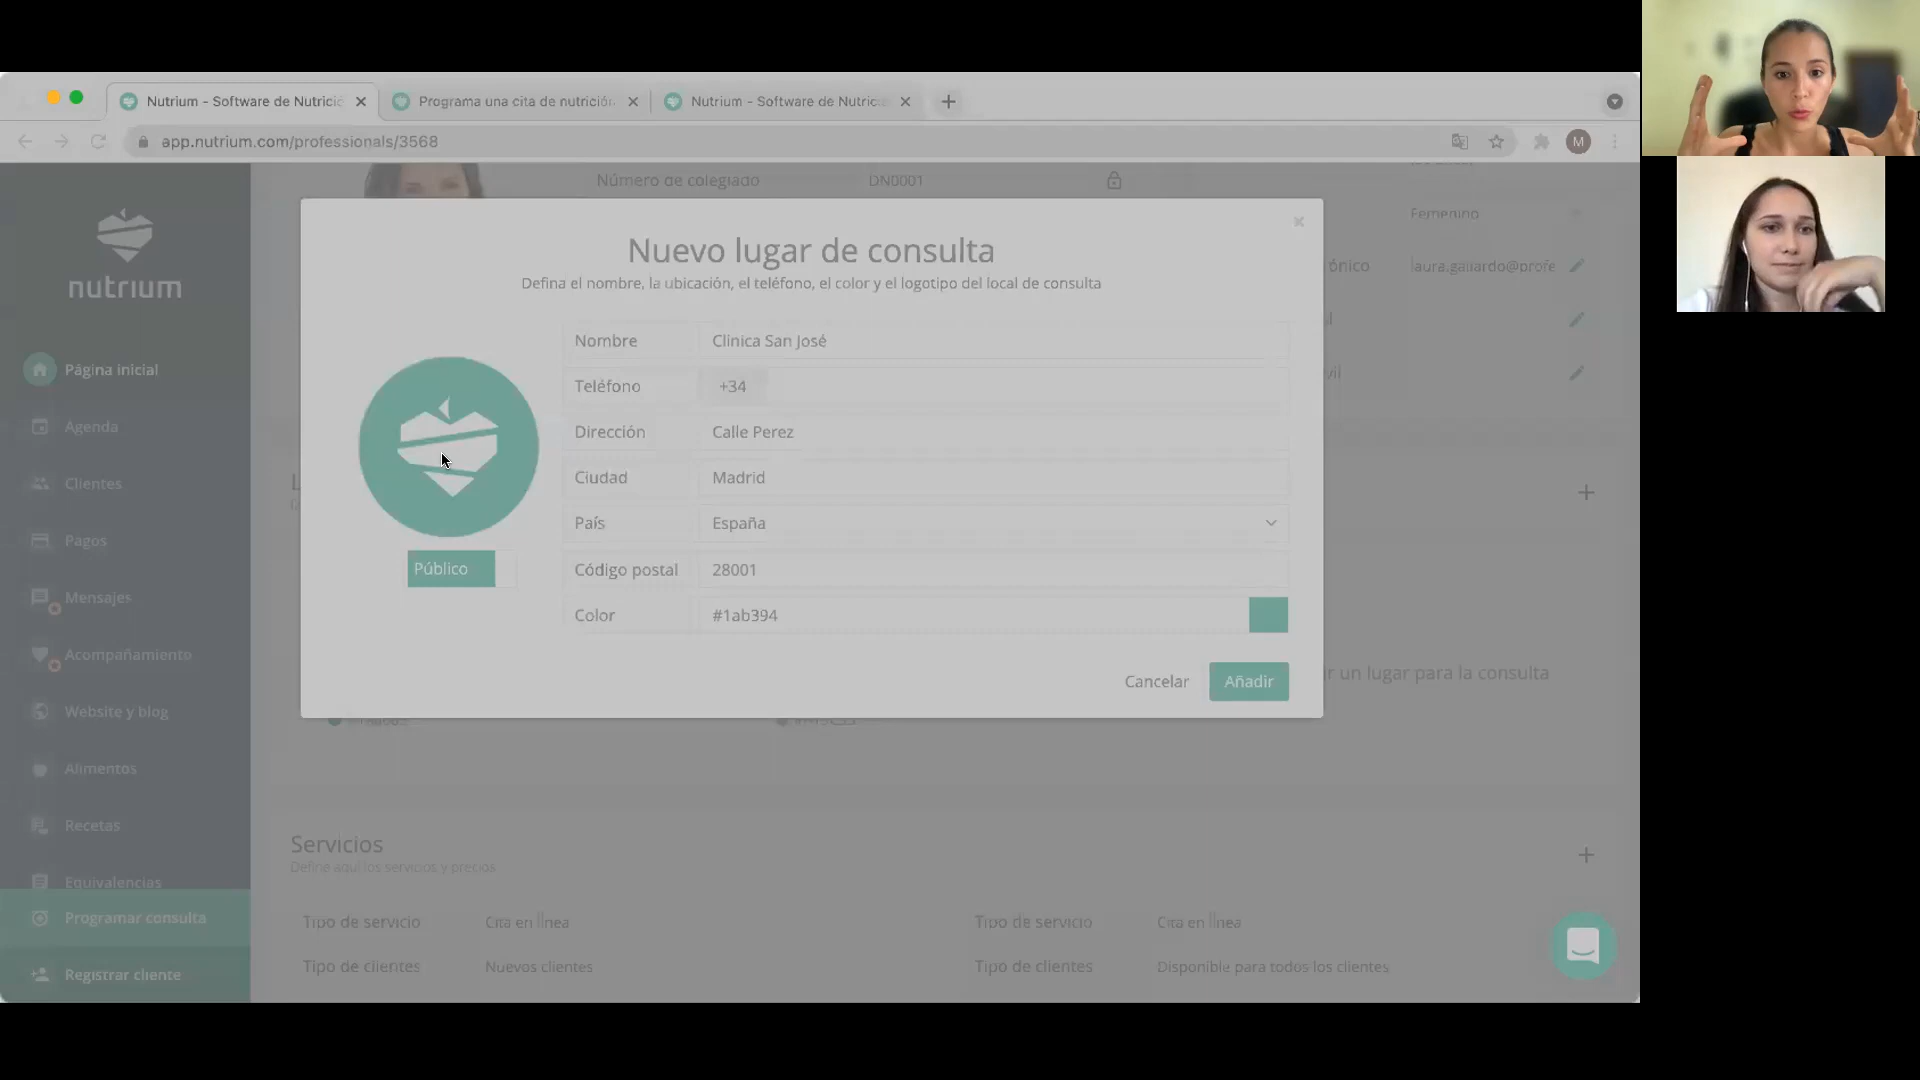 Nutrium - Software de Nutrició
Programa una cita de nutrición
Nutrium - Software de Nutrici
app.nutrium.com/professionals/3568
M
nutrium
Página inicial
Agenda
Clientes
Pagos
Mensajes
Acompañamiento
Website y blog
Alimentos
Recetas
Equivalencias
Programar consulta
Registrar cliente
Número de colegiado
DN0001
Femenino
ónico
laura.gallardo@profe
Nuevo lugar de consulta
Defina el nombre, la ubicación, el teléfono, el color y el logotipo del local de consulta
Nombre
Clinica San José
Teléfono
+34
Dirección
Calle Perez
Ciudad
Madrid
País
España
Público
Código postal
28001
Color
#1ab394
Cancelar
Añadir
ir un lugar para la consulta
Servicios
Define aquí los servicios y precios
Tipo de servicio
Cita en línea
Tipo de servicio
Cita en línea
Tipo de clientes
Nuevos clientes
Tipo de clientes
Disponible para todos los clientes